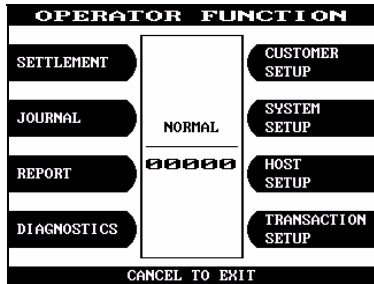 OPERATOR FUNCTION
SETTLEMENT
JOURNAL
REPORT
DIAGNOSTICS
NORMAL
00000
CUSTOMER
SETUP
SYSTEM
SETUP
HOST
SETUP
TRANSACTION
SETUP
CANCEL TO EXIT